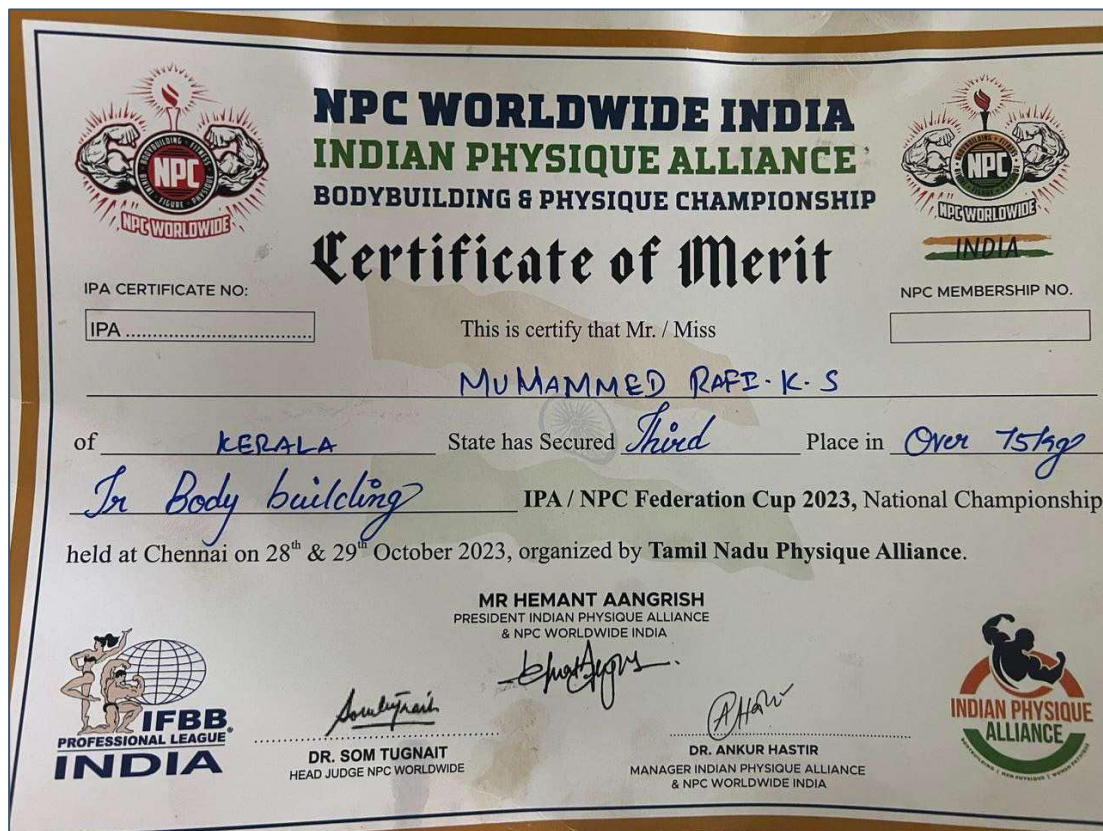 NPC WORLDWIDE INDIA
INDIAN PHYSIQUE ALLIANCE
BODYBUILDING & PHYSIQUE CHAMPIONSHIP
Certificate of Merit
NPC
NPC WORLDWIDE
NPC
NPC WORLDWIDE
INDIA
IPA CERTIFICATE NO:
NPC MEMBERSHIP NO.
IPA ....................................
This is certify that Mr. / Miss
MUMAMMED RAFI. K. S
of KERALA State has Secured Third Place in Over 75kg
Jr Body building IPA / NPC Federation Cup 2023, National Championship
held at Chennai on 28th & 29th October 2023, organized by Tamil Nadu Physique Alliance.
MR HEMANT AANGRISH
PRESIDENT INDIAN PHYSIQUE ALLIANCE
& NPC WORLDWIDE INDIA
IFBB
PROFESSIONAL LEAGUE
INDIA
DR. SOM TUGNAIT
HEAD JUDGE NPC WORLDWIDE
DR. ANKUR HASTIR
MANAGER INDIAN PHYSIQUE ALLIANCE
& NPC WORLDWIDE INDIA
INDIAN PHYSIQUE
ALLIANCE